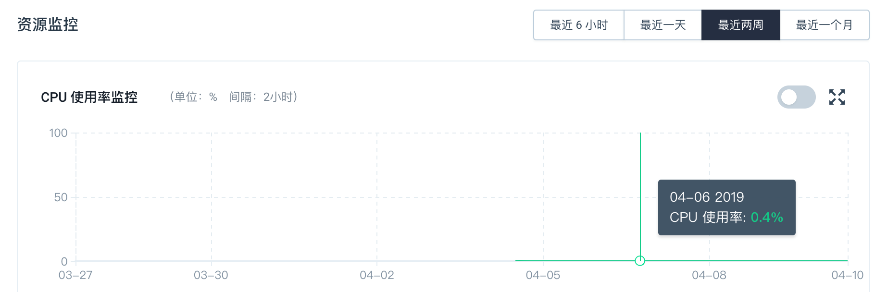 资源监控
最近 6 小时 最近一天 最近两周 最近一个月
CPU 使用率监控 (单位: % 间隔: 2小时)
100
50
0
04-06 2019
CPU 使用率: 0.4%
03-27 03-30 04-02 04-05 04-08 04-10